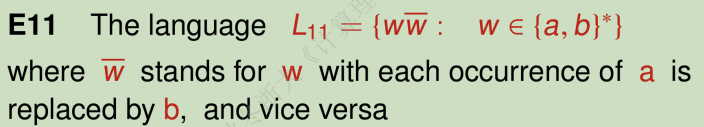 E11 The language L₁₁ = {ww̅ : w ∈ {a, b}*}
where w̅ stands for w with each occurrence of a is
replaced by b, and vice versa